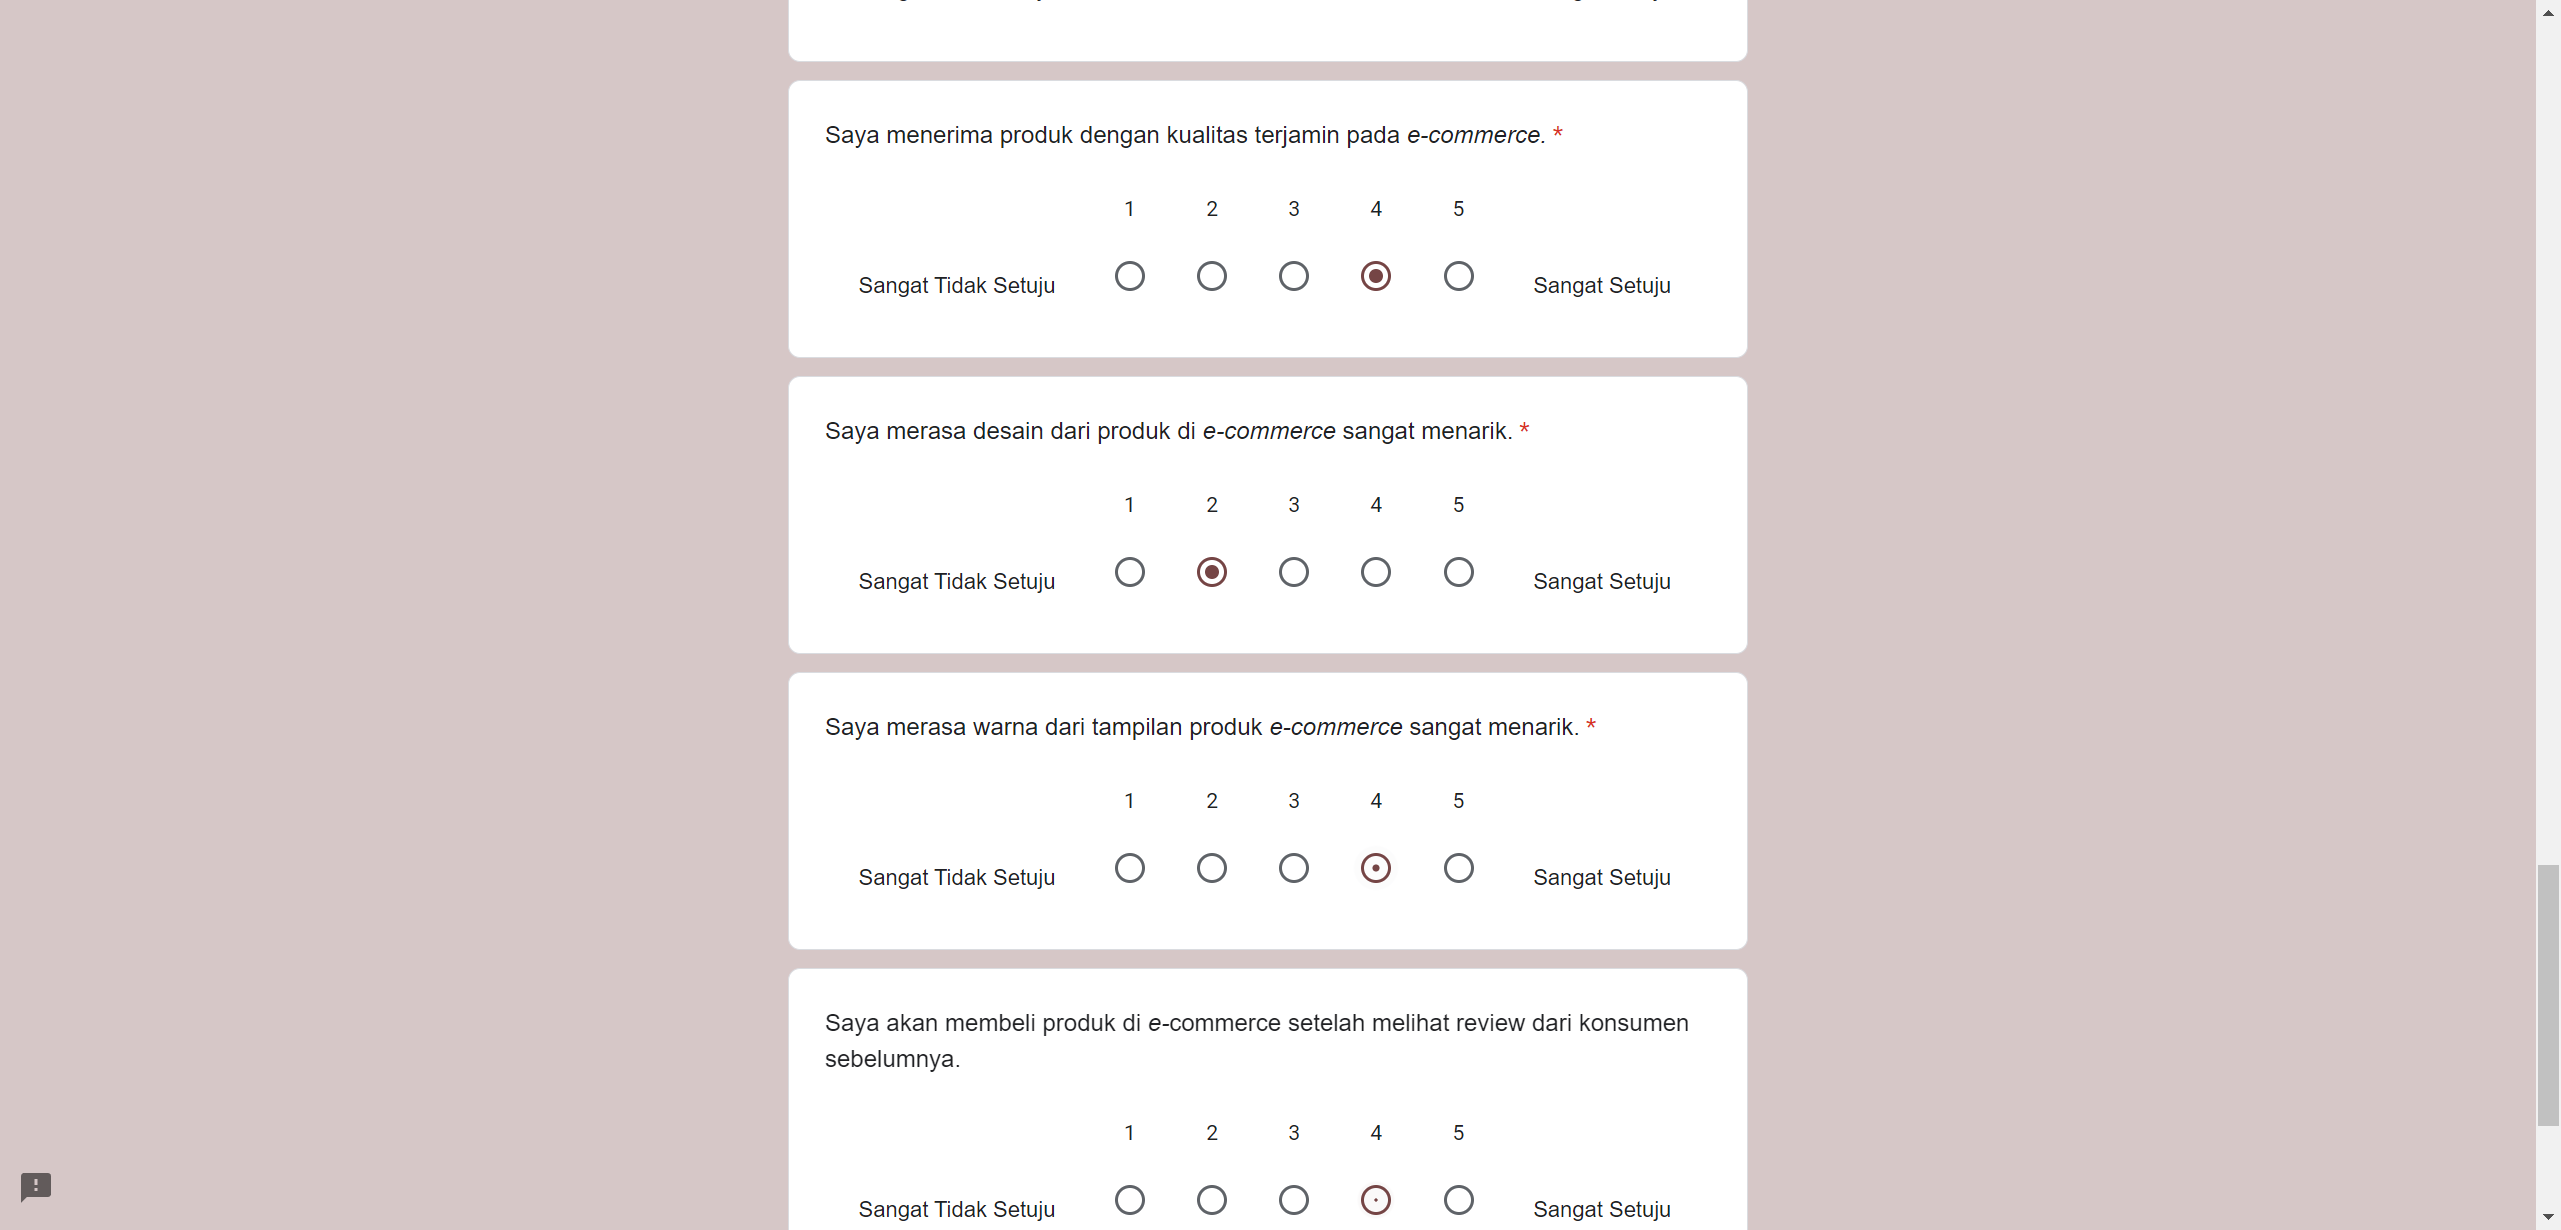 Saya menerima produk dengan kualitas terjamin pada e-commerce. *
1 2 3 4 5
Sangat Tidak Setuju Sangat Setuju
Saya merasa desain dari produk di e-commerce sangat menarik. *
1 2 3 4 5
Sangat Tidak Setuju Sangat Setuju
Saya merasa warna dari tampilan produk e-commerce sangat menarik. *
1 2 3 4 5
Sangat Tidak Setuju Sangat Setuju
Saya akan membeli produk di e-commerce setelah melihat review dari konsumen
sebelumnya.
1 2 3 4 5
Sangat Tidak Setuju Sangat Setuju